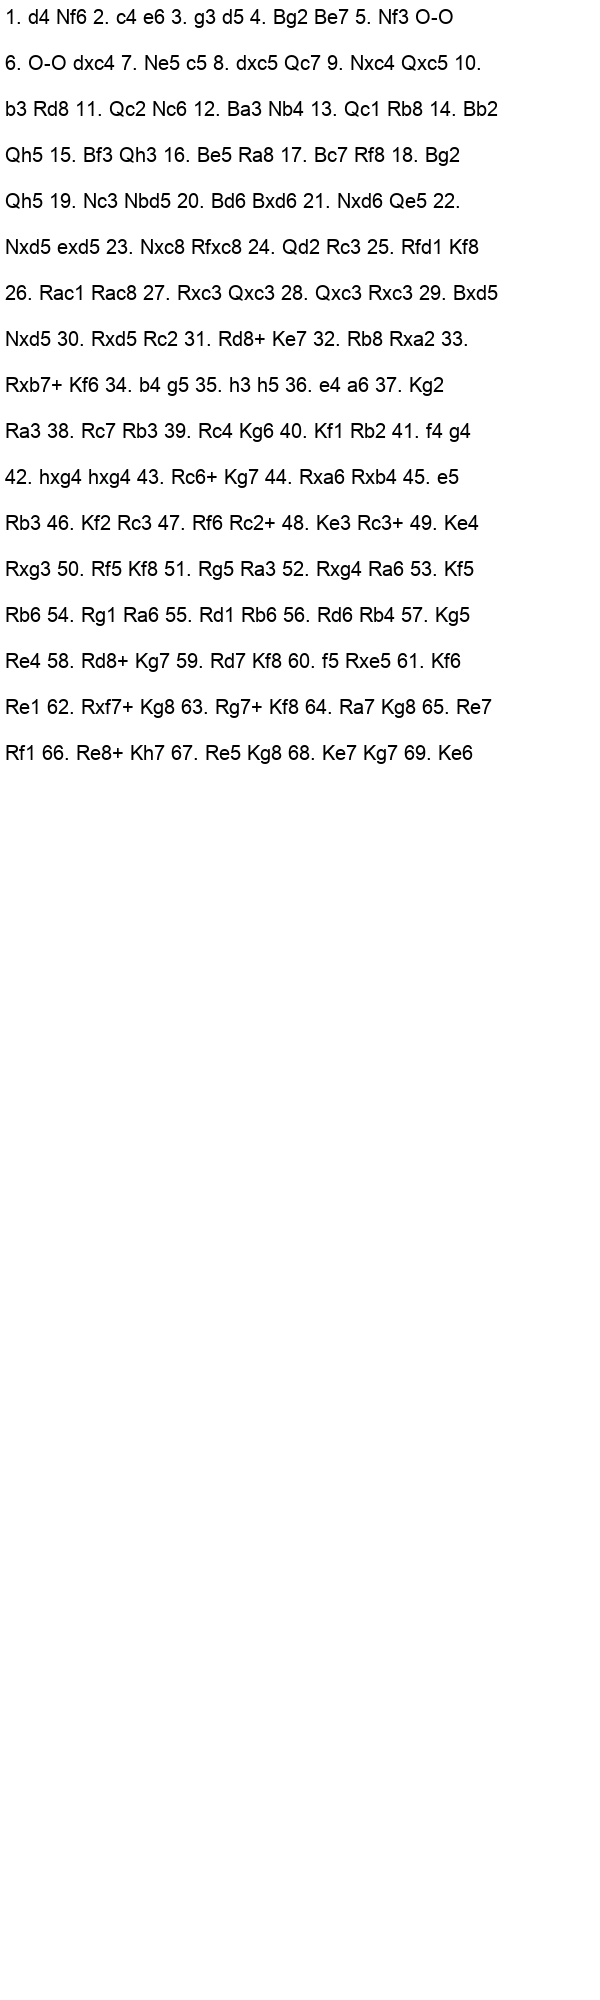 1. d4 Nf6 2. c4 e6 3. g3 d5 4. Bg2 Be7 5. Nf3 O-O
6. O-O dxc4 7. Ne5 c5 8. dxc5 Qc7 9. Nxc4 Qxc5 10.
b3 Rd8 11. Qc2 Nc6 12. Ba3 Nb4 13. Qc1 Rb8 14. Bb2
Qh5 15. Bf3 Qh3 16. Be5 Ra8 17. Bc7 Rf8 18. Bg2
Qh5 19. Nc3 Nbd5 20. Bd6 Bxd6 21. Nxd6 Qe5 22.
Nxd5 exd5 23. Nxc8 Rfxc8 24. Qd2 Rc3 25. Rfd1 Kf8
26. Rac1 Rac8 27. Rxc3 Qxc3 28. Qxc3 Rxc3 29. Bxd5
Nxd5 30. Rxd5 Rc2 31. Rd8+ Ke7 32. Rb8 Rxa2 33.
Rxb7+ Kf6 34. b4 g5 35. h3 h5 36. e4 a6 37. Kg2
Ra3 38. Rc7 Rb3 39. Rc4 Kg6 40. Kf1 Rb2 41. f4 g4
42. hxg4 hxg4 43. Rc6+ Kg7 44. Rxa6 Rxb4 45. e5
Rb3 46. Kf2 Rc3 47. Rf6 Rc2+ 48. Ke3 Rc3+ 49. Ke4
Rxg3 50. Rf5 Kf8 51. Rg5 Ra3 52. Rxg4 Ra6 53. Kf5
Rb6 54. Rg1 Ra6 55. Rd1 Rb6 56. Rd6 Rb4 57. Kg5
Re4 58. Rd8+ Kg7 59. Rd7 Kf8 60. f5 Rxe5 61. Kf6
Re1 62. Rxf7+ Kg8 63. Rg7+ Kf8 64. Ra7 Kg8 65. Re7
Rf1 66. Re8+ Kh7 67. Re5 Kg8 68. Ke7 Kg7 69. Ke6